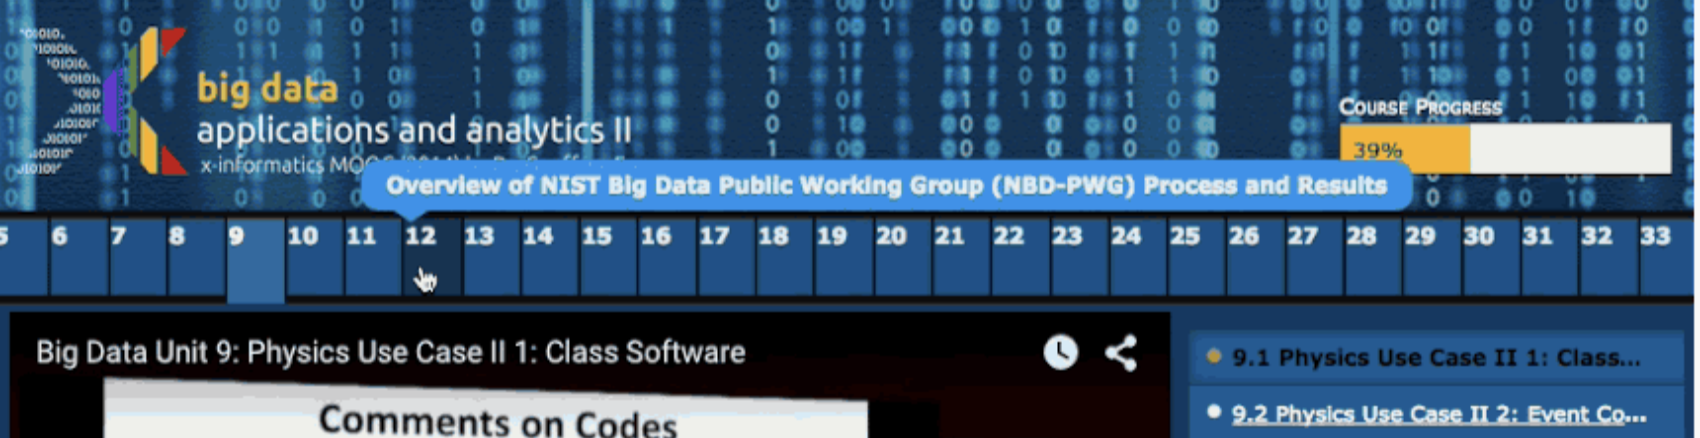 big data
applications and analytics II
x-informatics MOOC
COURSE PROGRESS
39%
Overview of NIST Big Data Public Working Group (NBD-PWG) Process and Results
5 6 7 8 9 10 11 12 13 14 15 16 17 18 19 20 21 22 23 24 25 26 27 28 29 30 31 32 33
Big Data Unit 9: Physics Use Case II 1: Class Software
9.1 Physics Use Case II 1: Class...
9.2 Physics Use Case II 2: Event Co...
Comments on Codes